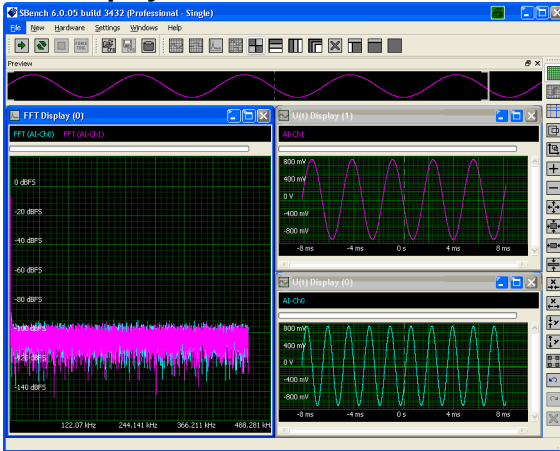 SBench 6.0.05 build 3432 (Professional - Single)
File New Hardware Settings Windows Help
Preview
FFT Display (0)
FFT (AI-Ch0) FFT (AI-Ch1)
0 dBFS
-20 dBFS
-40 dBFS
-60 dBFS
-80 dBFS
-100 dBFS
-120 dBFS
-140 dBFS
122.07 kHz 244.141 kHz 366.211 kHz 488.281 kHz
U(t) Display (1)
AI-Ch1
800 mV
400 mV
0 V
-400 mV
-800 mV
-8 ms -4 ms 0 s 4 ms 8 ms
U(t) Display (0)
AI-Ch0
800 mV
400 mV
0 V
-400 mV
-800 mV
-8 ms -4 ms 0 s 4 ms 8 ms